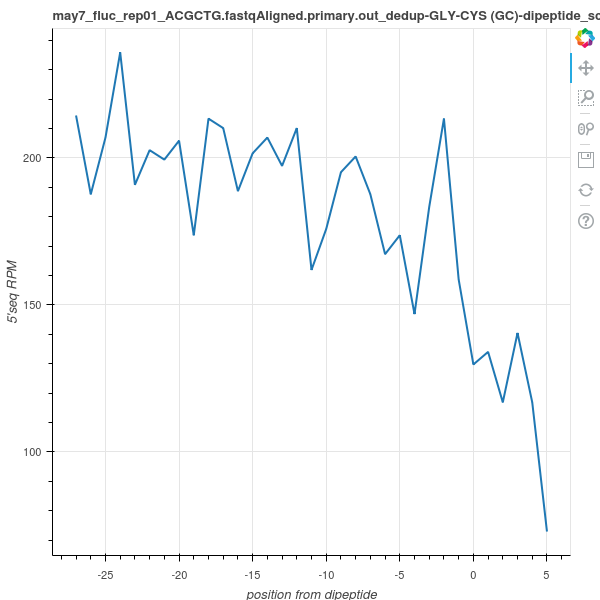 may7_fluc_rep01_ACGCTG.fastqAligned.primary.out_dedup-GLY-CYS (GC)-dipeptide_sc
200
150
100
5'seq RPM
-25 -20 -15 -10 -5 0 5
position from dipeptide